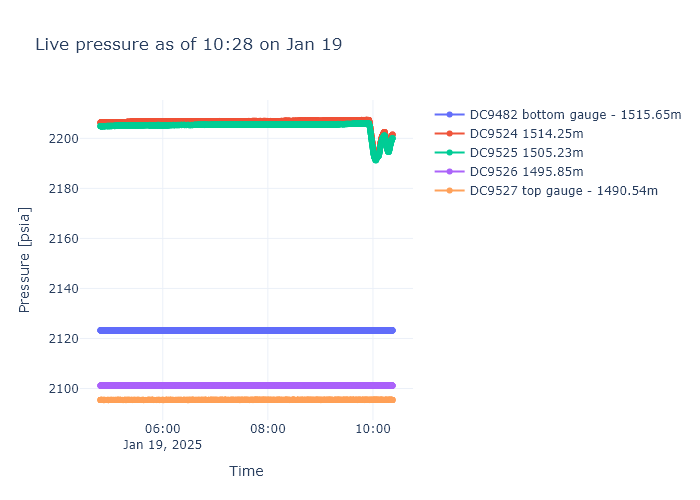 Live pressure as of 10:28 on Jan 19
DC9482 bottom gauge - 1515.65m
DC9524 1514.25m
DC9525 1505.23m
DC9526 1495.85m
DC9527 top gauge - 1490.54m
Pressure [psia]
2200
2180
2160
2140
2120
2100
06:00
08:00
10:00
Jan 19, 2025
Time